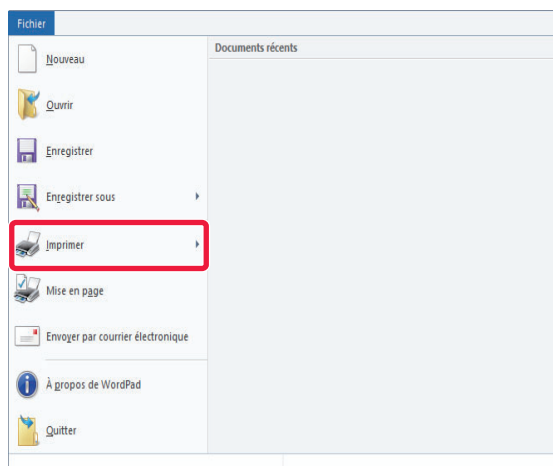 Fichier
Documents récents
Nouveau
Ouvrir
Enregistrer
Enregistrer sous
Imprimer
Mise en page
Envoyer par courrier électronique
À propos de WordPad
Quitter